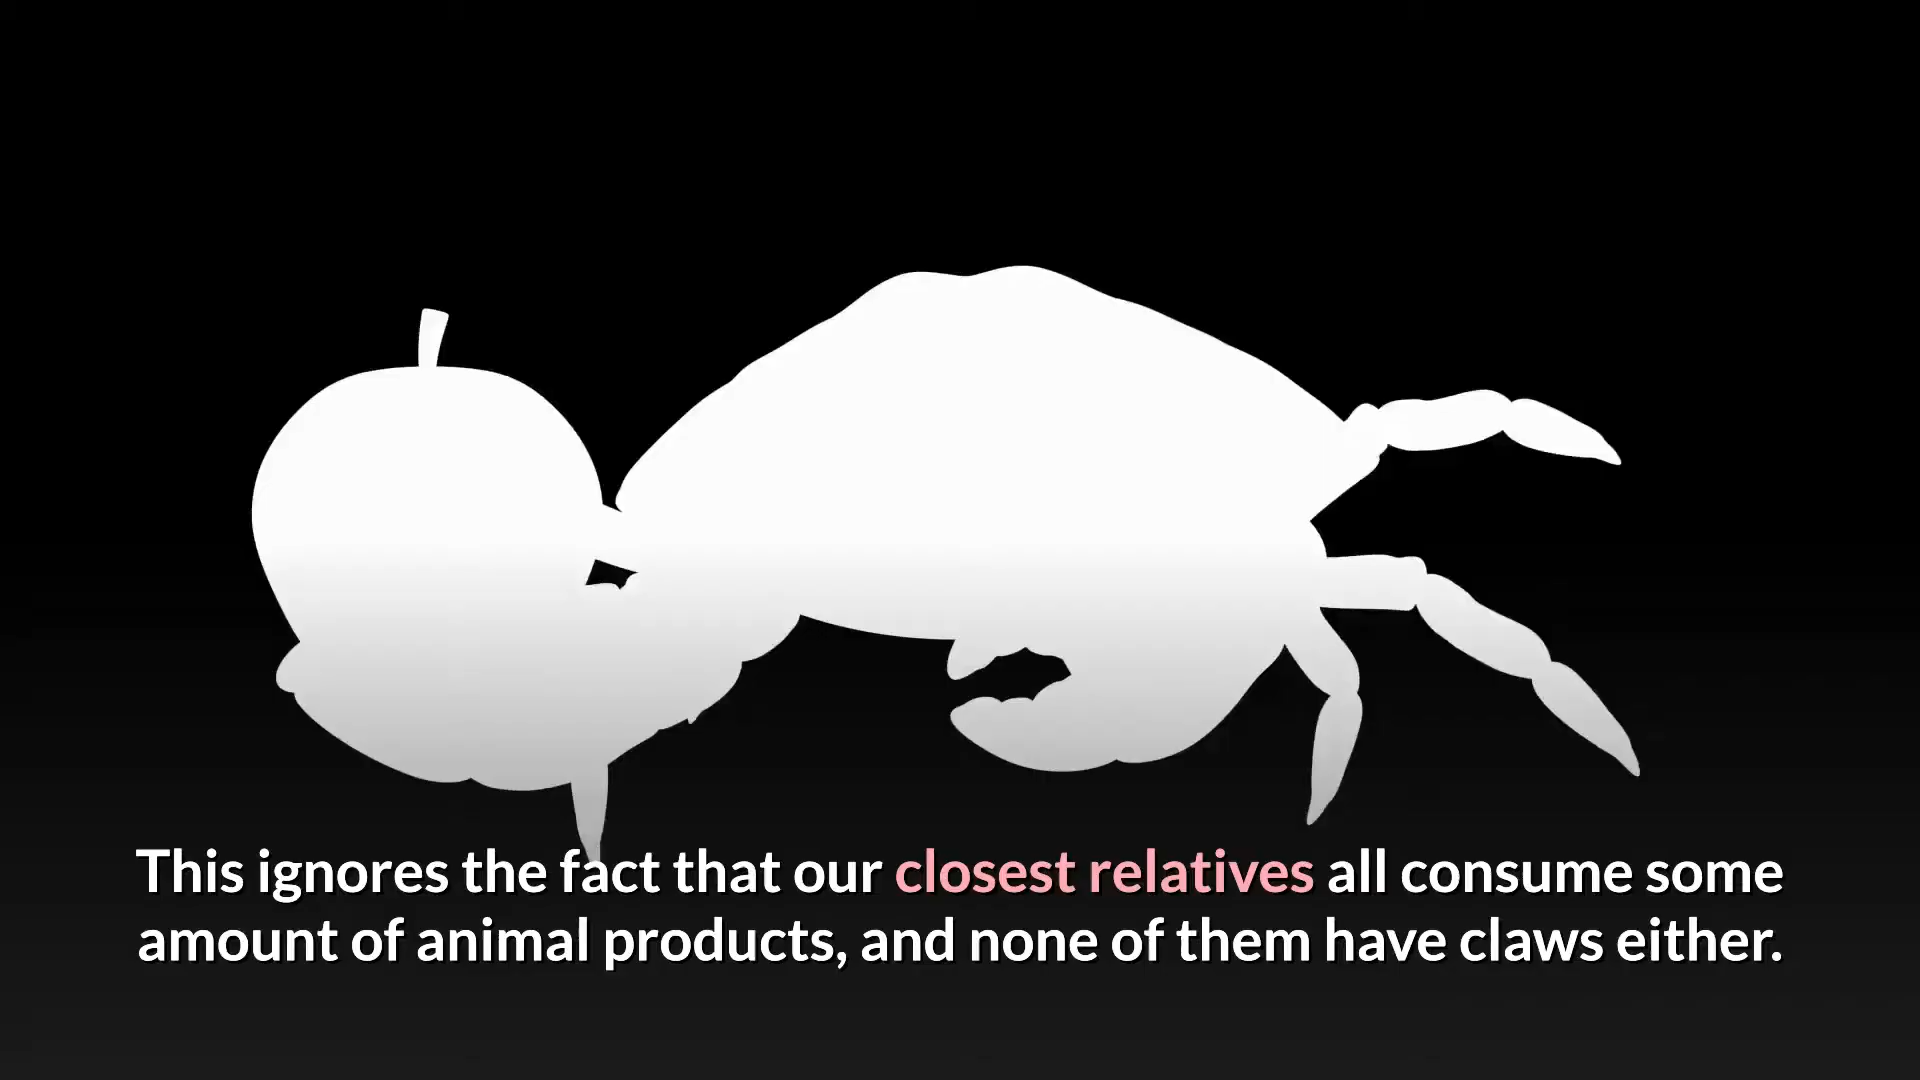 This ignores the fact that our closest relatives all consume some
amount of animal products, and none of them have claws either.